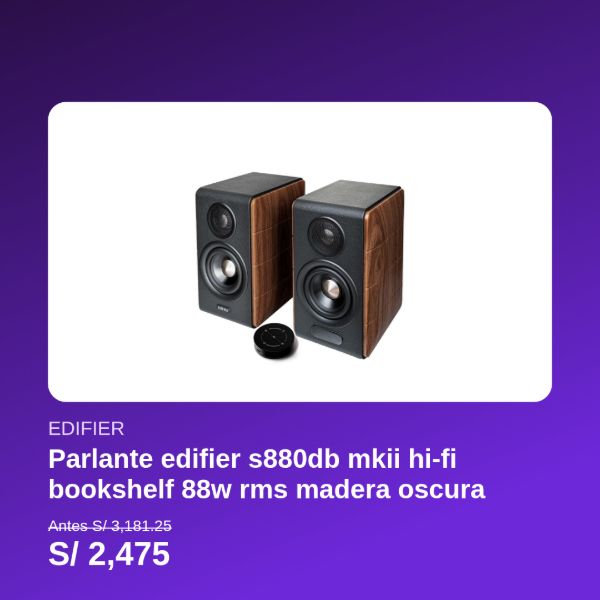 EDIFIER
Parlante edifier s880db mkii hi-fi
bookshelf 88w rms madera oscura
Antes S/ 3,181.25
S/ 2,475